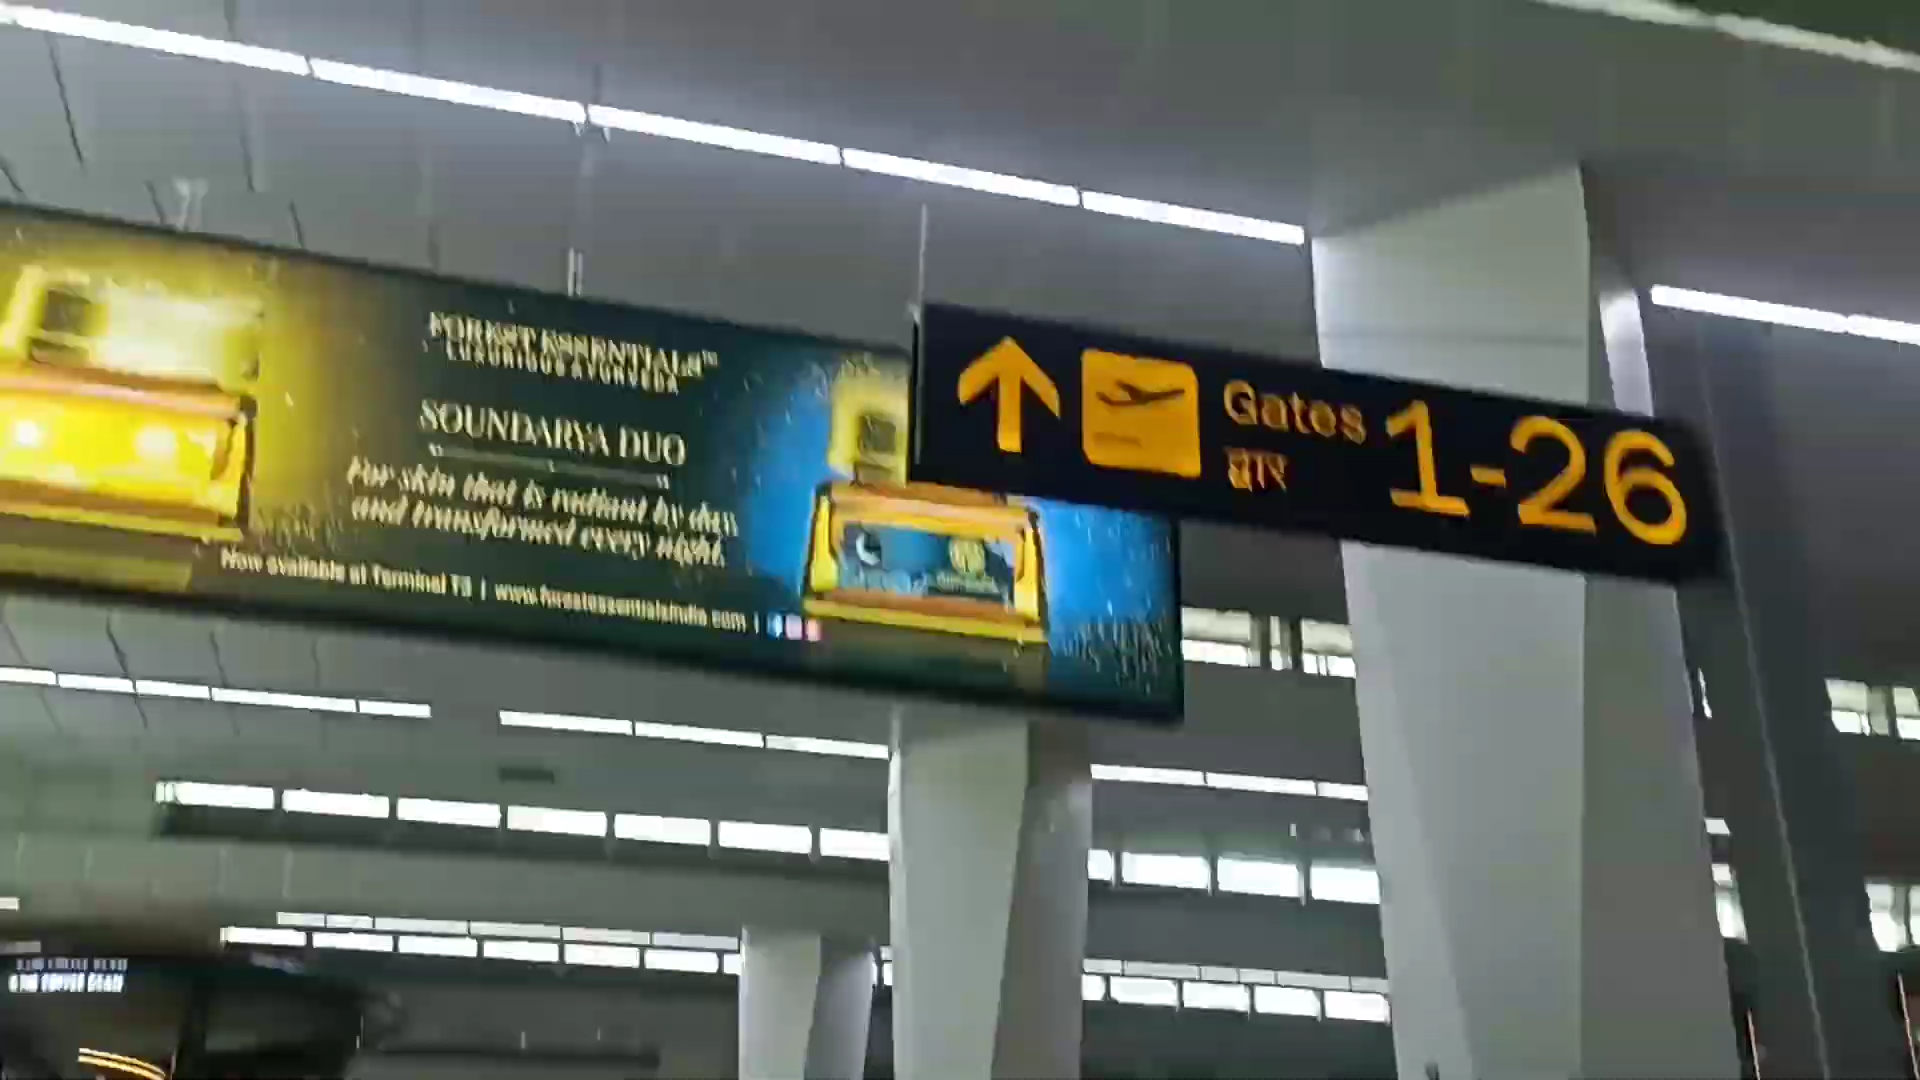 FOREST ESSENTIALS™
LUXURIOUS AYURVEDA
SOUNDARYA DUO
For skin that is radiant by day
and transformed every night.
Now available at Terminal T3 | www.forestessentialsindia.com |
Gates 1-26
द्वार